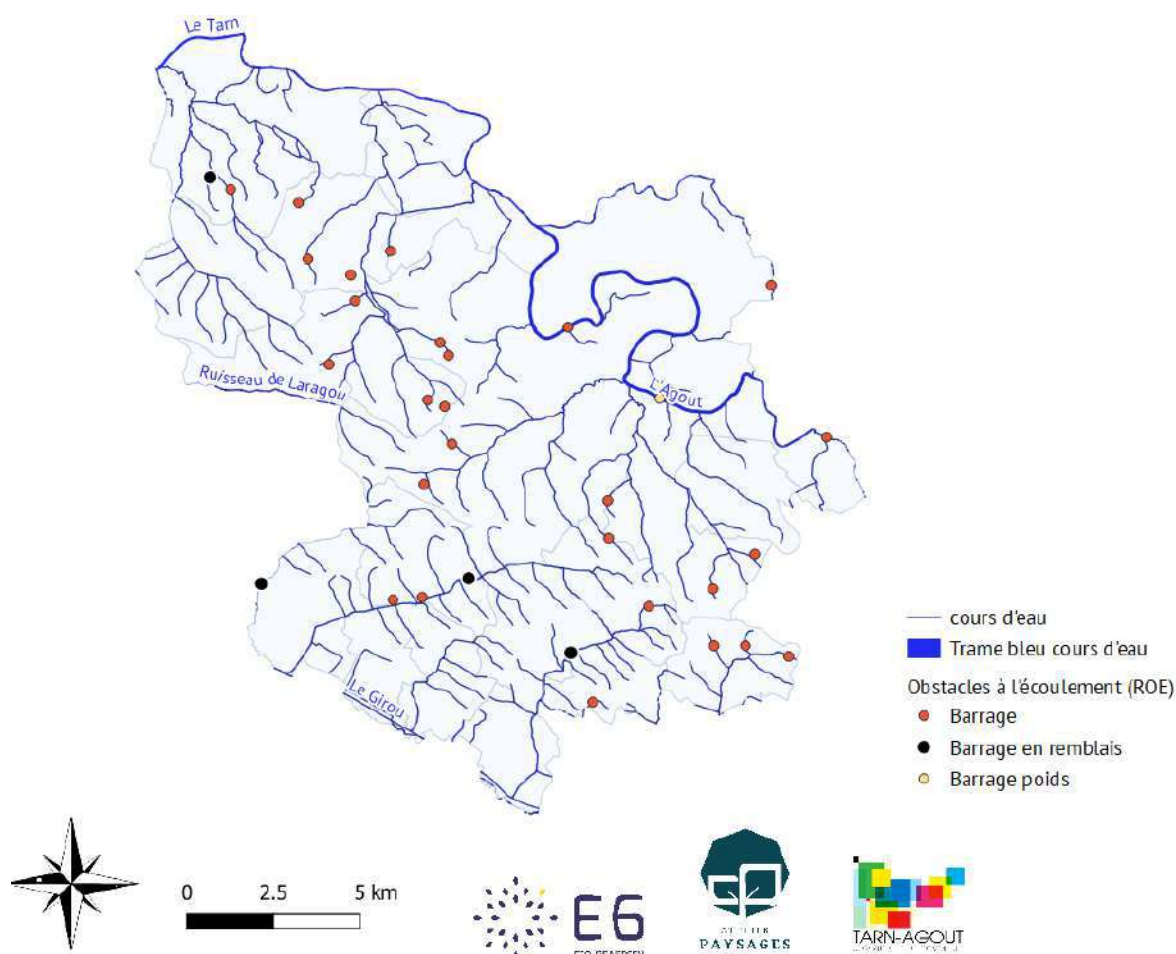 Le Tarn
Ruisseau de Laragou
L'Agout
Le Girou
cours d'eau
Trame bleu cours d'eau
Obstacles à l'écoulement (ROE)
Barrage
Barrage en remblais
Barrage poids
0 2.5 5 km
E6
ATELIER
PAYSAGES
TARN-AGOUT